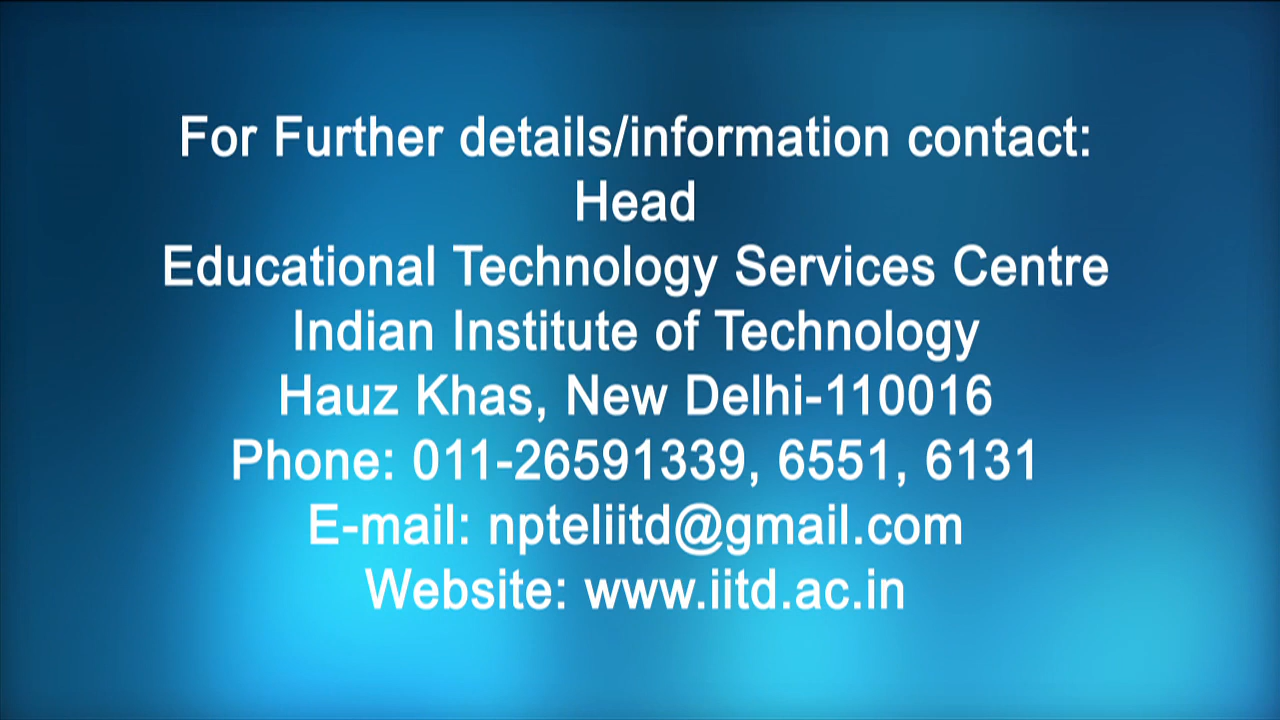 For Further details/information contact:
Head
Educational Technology Services Centre
Indian Institute of Technology
Hauz Khas, New Delhi-110016
Phone: 011-26591339, 6551, 6131
E-mail: npteliitd@gmail.com
Website: www.iitd.ac.in